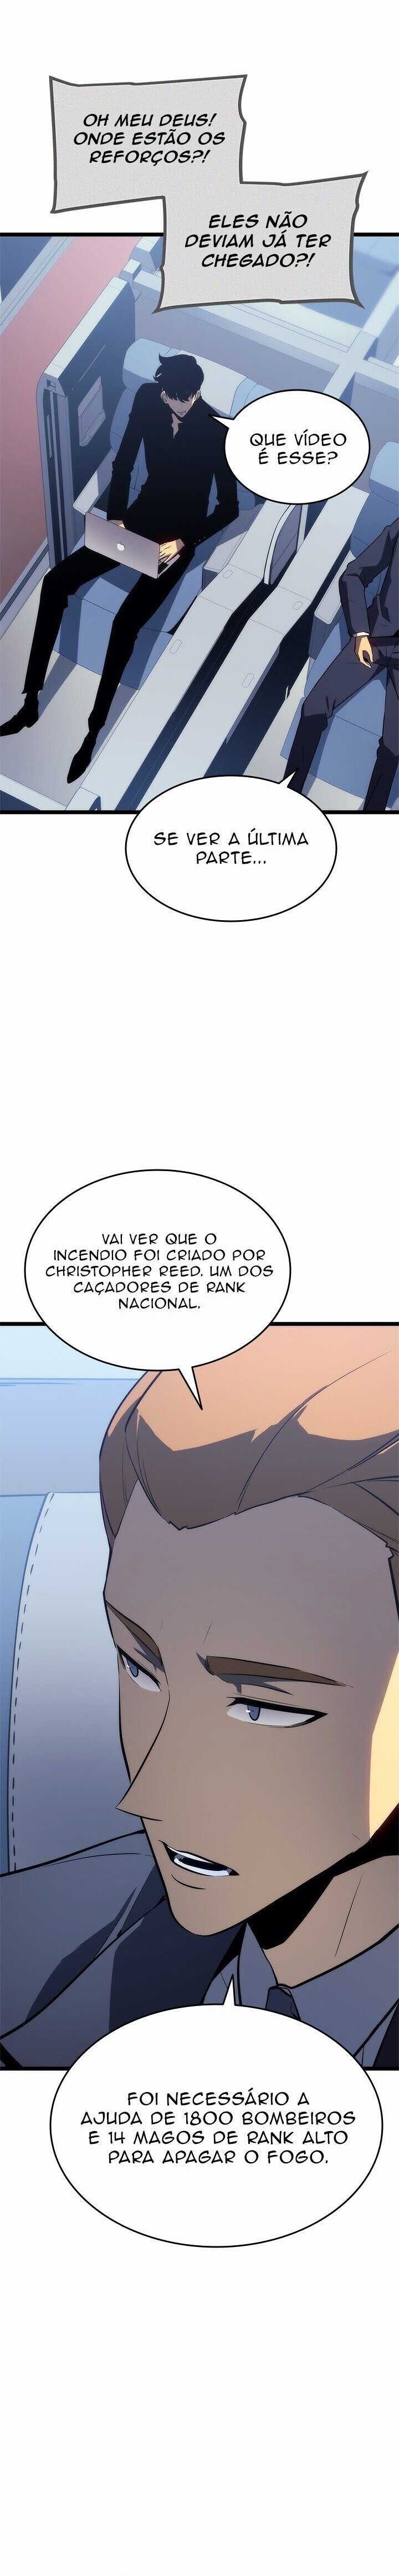 OH MEU DEUS!
ONDE ESTÃO OS
REFORÇOS?!
ELES NÃO
DEVIAM JÁ TER
CHEGADO?!
QUE VÍDEO
É ESSE?
SE VER A ÚLTIMA
PARTE...
VAI VER QUE O
INCENDIO FOI CRIADO POR
CHRISTOPHER REED. UM DOS
CAÇADORES DE RANK
NACIONAL.
FOI NECESSÁRIO A
AJUDA DE 1800 BOMBEIROS
E 14 MAGOS DE RANK ALTO
PARA APAGAR O FOGO.